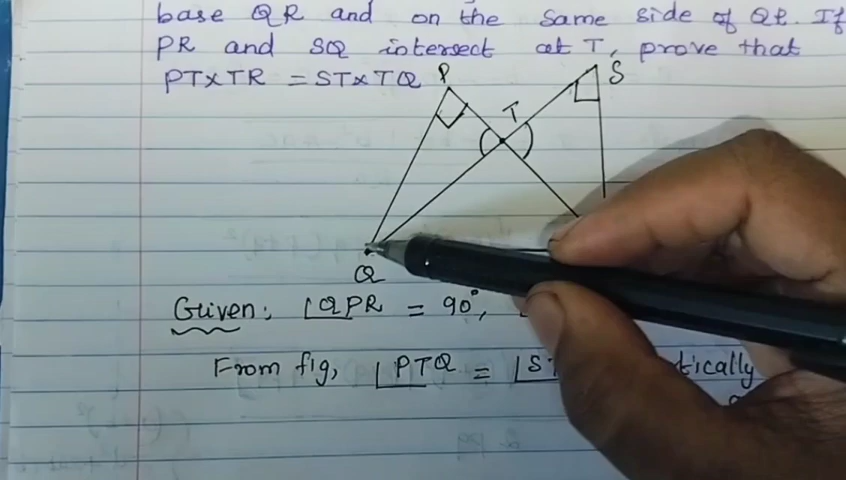 base QR and on the same side of QR. If
PR and SQ intersect at T, prove that
PT×TR = ST×TQ
P
S
T
Q
Given: ∠QPR = 90°,
From fig, ∠PTQ =